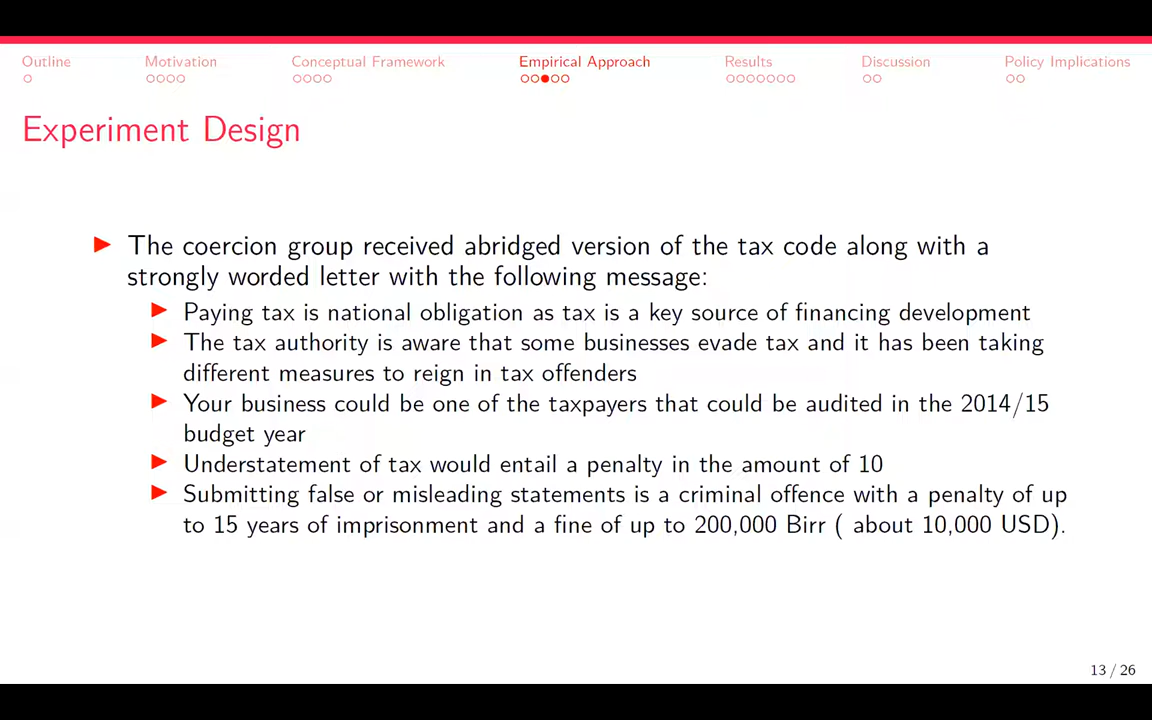 Outline
Motivation
Conceptual Framework
Empirical Approach
Results
Discussion
Policy Implications
Experiment Design
The coercion group received abridged version of the tax code along with a
strongly worded letter with the following message:
Paying tax is national obligation as tax is a key source of financing development
The tax authority is aware that some businesses evade tax and it has been taking
different measures to reign in tax offenders
Your business could be one of the taxpayers that could be audited in the 2014/15
budget year
Understatement of tax would entail a penalty in the amount of 10
Submitting false or misleading statements is a criminal offence with a penalty of up
to 15 years of imprisonment and a fine of up to 200,000 Birr ( about 10,000 USD).
13 / 26